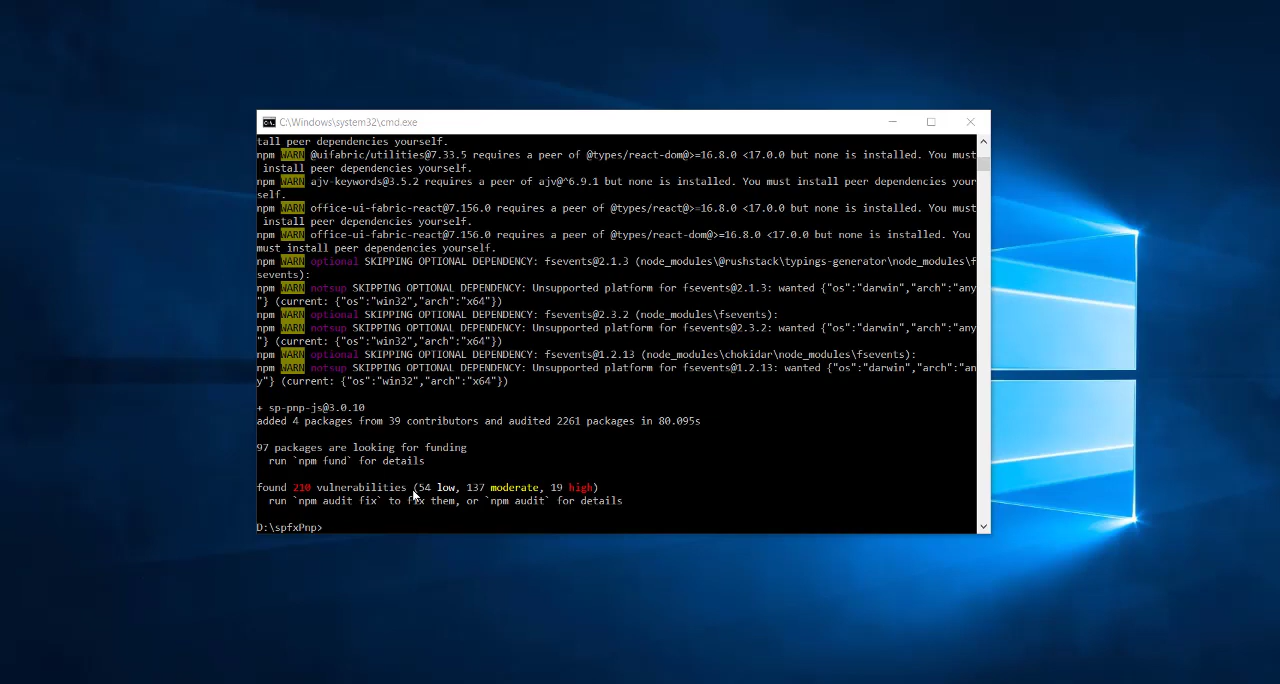 C:\Windows\system32\cmd.exe
tall peer dependencies yourself.
npm WARN @uifabric/utilities@7.33.5 requires a peer of @types/react-dom@>=16.8.0 <17.0.0 but none is installed. You must
 install peer dependencies yourself.
npm WARN ajv-keywords@3.5.2 requires a peer of ajv@^6.9.1 but none is installed. You must install peer dependencies your
self.
npm WARN office-ui-fabric-react@7.156.0 requires a peer of @types/react@>=16.8.0 <17.0.0 but none is installed. You must
 install peer dependencies yourself.
npm WARN office-ui-fabric-react@7.156.0 requires a peer of @types/react-dom@>=16.8.0 <17.0.0 but none is installed. You
must install peer dependencies yourself.
npm WARN optional SKIPPING OPTIONAL DEPENDENCY: fsevents@2.1.3 (node_modules\@rushstack\typings-generator\node_modules\f
sevents):
npm WARN notsup SKIPPING OPTIONAL DEPENDENCY: Unsupported platform for fsevents@2.1.3: wanted {"os":"darwin","arch":"any
"} (current: {"os":"win32","arch":"x64"})
npm WARN optional SKIPPING OPTIONAL DEPENDENCY: fsevents@2.3.2 (node_modules\fsevents):
npm WARN notsup SKIPPING OPTIONAL DEPENDENCY: Unsupported platform for fsevents@2.3.2: wanted {"os":"darwin","arch":"any
"} (current: {"os":"win32","arch":"x64"})
npm WARN optional SKIPPING OPTIONAL DEPENDENCY: fsevents@1.2.13 (node_modules\chokidar\node_modules\fsevents):
npm WARN notsup SKIPPING OPTIONAL DEPENDENCY: Unsupported platform for fsevents@1.2.13: wanted {"os":"darwin","arch":"an
y"} (current: {"os":"win32","arch":"x64"})
+ sp-pnp-js@3.0.10
added 4 packages from 39 contributors and audited 2261 packages in 80.095s
97 packages are looking for funding
  run `npm fund` for details
found 210 vulnerabilities (54 low, 137 moderate, 19 high)
  run `npm audit fix` to fix them, or `npm audit` for details
D:\spfxPnp>